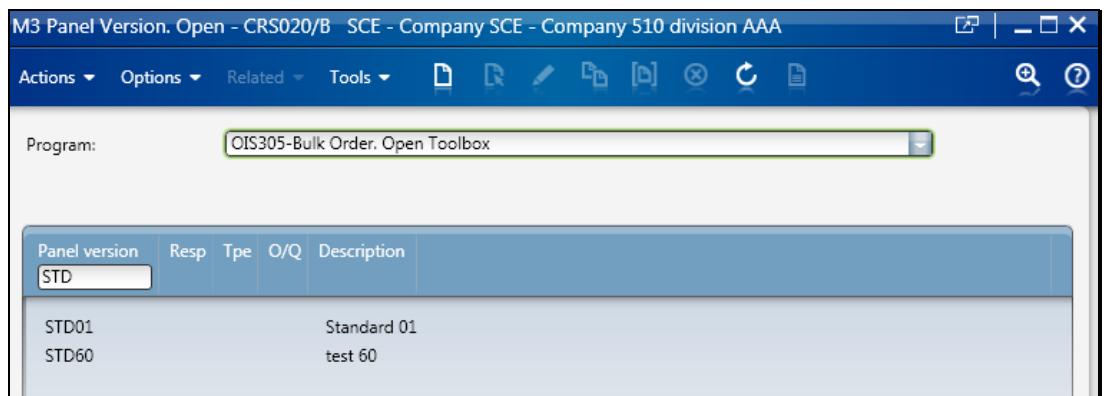 M3 Panel Version. Open - CRS020/B SCE - Company SCE - Company 510 division AAA
Actions Options Related Tools
Program: OIS305-Bulk Order. Open Toolbox
Panel version Resp Tpe O/Q Description
STD
STD01 Standard 01
STD60 test 60